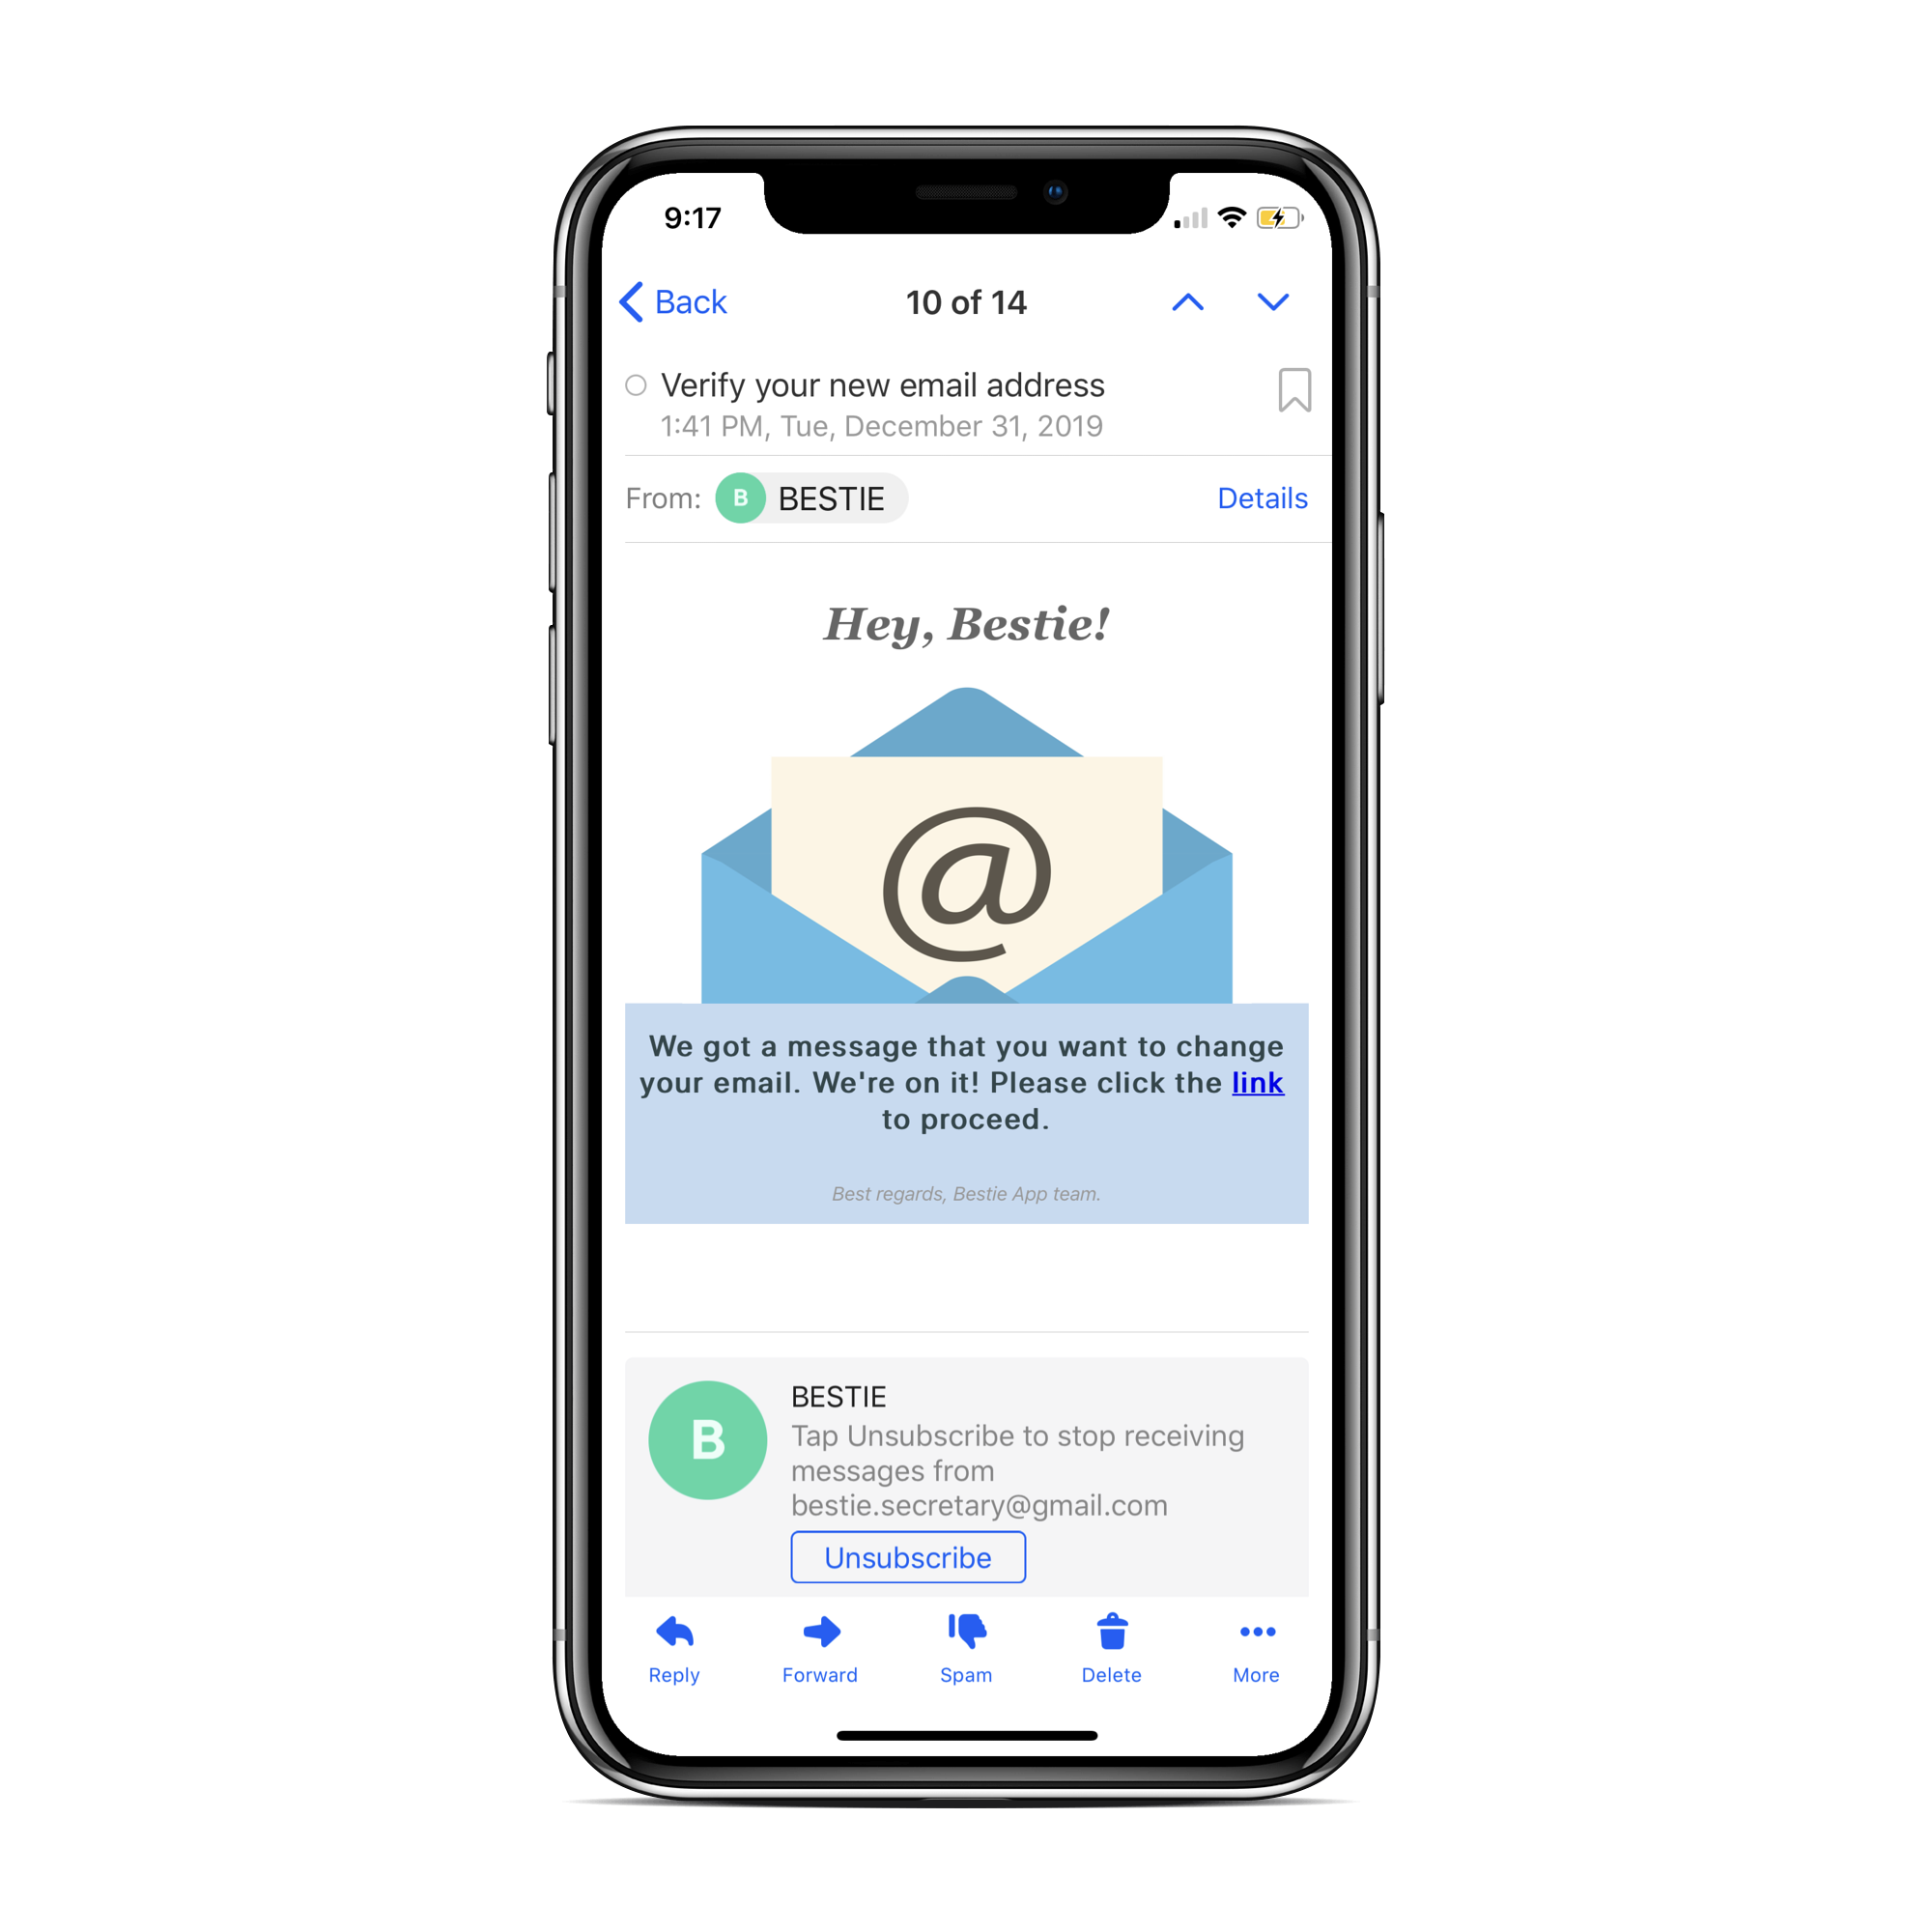 9:17
Back
10 of 14
Verify your new email address
1:41 PM, Tue, December 31, 2019
From: B BESTIE
Details
Hey, Bestie!
@
We got a message that you want to change
your email. We're on it! Please click the link
to proceed.
Best regards, Bestie App team.
B
BESTIE
Tap Unsubscribe to stop receiving
messages from
bestie.secretary@gmail.com
Unsubscribe
Reply Forward Spam Delete More